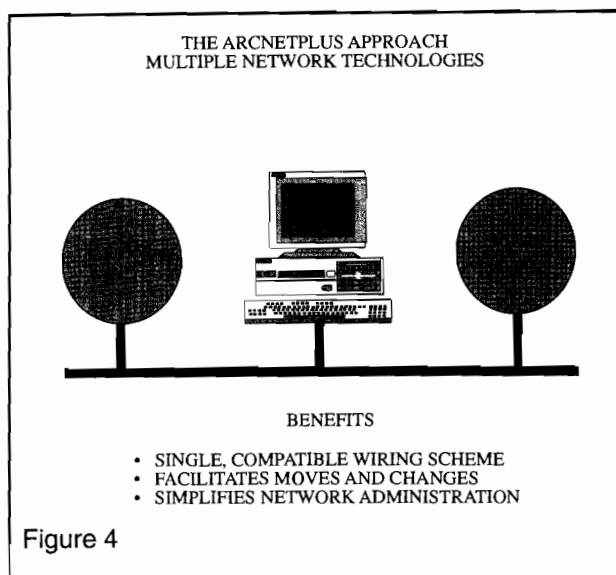 THE ARCNETPLUS APPROACH
MULTIPLE NETWORK TECHNOLOGIES
BENEFITS
• SINGLE, COMPATIBLE WIRING SCHEME
• FACILITATES MOVES AND CHANGES
• SIMPLIFIES NETWORK ADMINISTRATION
Figure 4